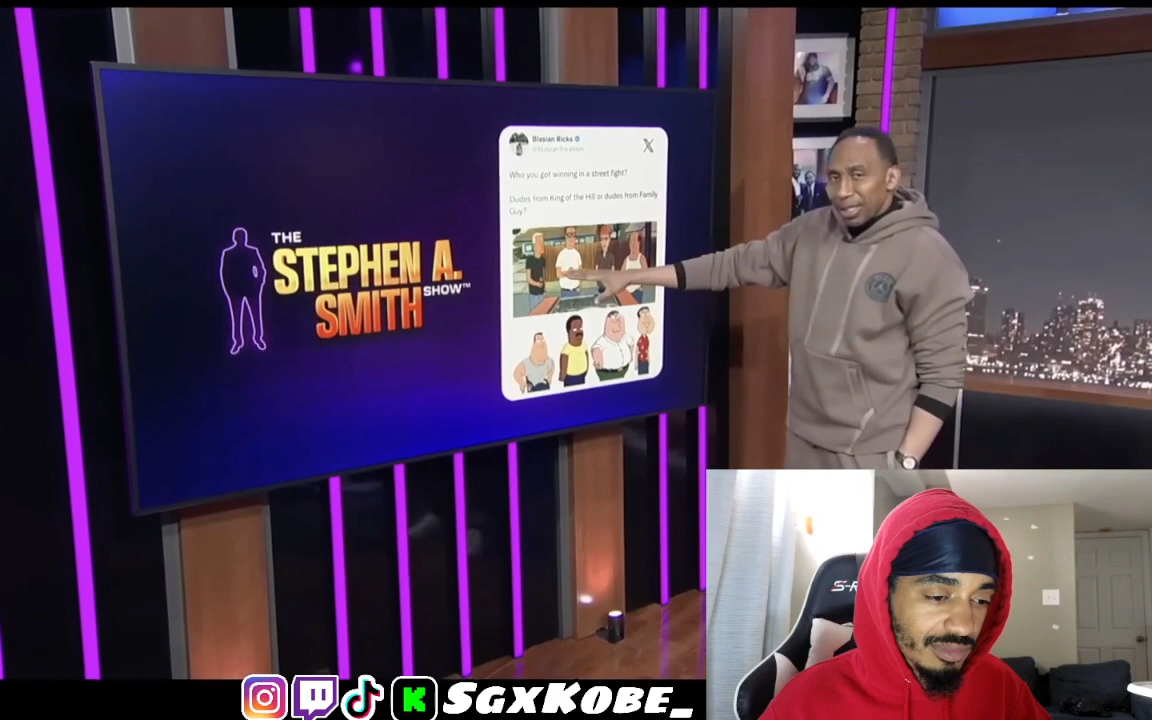 THE
STEPHEN A.
SMITH SHOW™
Blasian Ricks
X
Who you got winning in a street fight?
Dudes from King of the Hill or dudes from Family
Guy?
S-R
K SgxKobe_